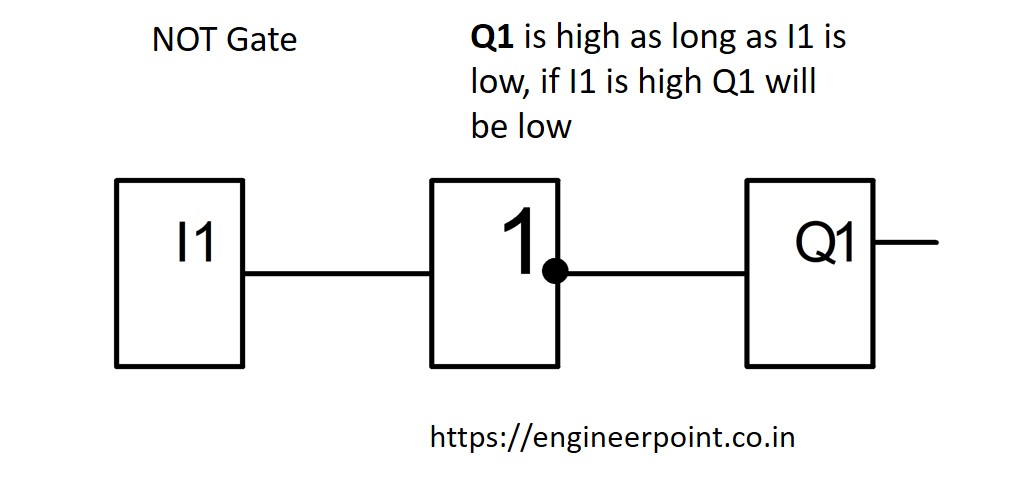 NOT Gate
Q1 is high as long as I1 is
low, if I1 is high Q1 will
be low
I1
1
Q1
https://engineerpoint.co.in